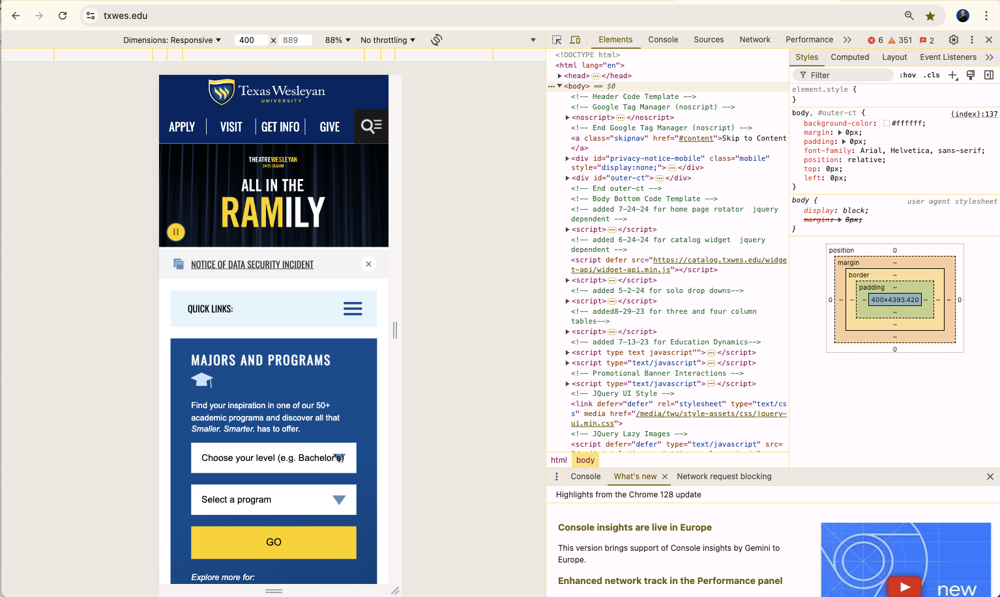 txwes.edu
Dimensions: Responsive 400 × 889 88% No throttling
Texas Wesleyan
UNIVERSITY
APPLY VISIT GET INFO GIVE
THEATREWESLEYAN
24/25 SEASON
ALL IN THE
RAMILY
NOTICE OF DATA SECURITY INCIDENT
QUICK LINKS:
MAJORS AND PROGRAMS
Find your inspiration in one of our 50+
academic programs and discover all that
Smaller. Smarter. has to offer.
Choose your level (e.g. Bachelor's)
Select a program
GO
Explore more for:
Elements Console Sources Network Performance 6 351 2
<!DOCTYPE html>
<html lang="en">
<head> ⋯ </head>
<body> == $0
<!-- Header Code Template -->
<!-- Google Tag Manager (noscript) -->
<noscript> ⋯ </noscript>
<!-- End Google Tag Manager (noscript) -->
<a class="skipnav" href="#content">Skip to Content
</a>
<div id="privacy-notice-mobile" class="mobile"
style="display:none;"> ⋯ </div>
<div id="outer-ct"> ⋯ </div>
<!-- End outer-ct -->
<!-- Body Bottom Code Template -->
<!-- added 7-24-24 for home page rotator jquery
dependent -->
<script> ⋯ </script>
<!-- added 6-24-24 for catalog widget jquery
dependent -->
<script defer src="https://catalog.txwes.edu/widge
t-api/widget-api.min.js"></script>
<script> ⋯ </script>
<!-- added 5-2-24 for solo drop downs-->
<script> ⋯ </script>
<!-- added8-29-23 for three and four column
tables-->
<script> ⋯ </script>
<!-- added 7-13-23 for Education Dynamics-->
<script type text javascript""> ⋯ </script>
<script type="text/javascript"> ⋯ </script>
<!-- Promotional Banner Interactions -->
<script type="text/javascript"> ⋯ </script>
<!-- JQuery UI Style -->
<link defer="defer" rel="stylesheet" type="text/cs
s" media href="/media/twu/style-assets/css/jquery-
ui.min.css">
<!-- JQuery Lazy Images -->
<script defer="defer" type="text/javascript" src=
html body
Styles Computed Layout Event Listeners
Filter :hov .cls
element.style {
}
body, #outer-ct { (index):137
background-color: #ffffff;
margin: 0px;
padding: 0px;
font-family: Arial, Helvetica, sans-serif;
position: relative;
top: 0px;
left: 0px;
}
body { user agent stylesheet
display: block;
margin: 8px;
}
position 0
margin –
border –
padding –
0 – – – 400×4393.420 – – – 0
–
–
–
0
Console What's new Network request blocking
Highlights from the Chrome 128 update
Console insights are live in Europe
This version brings support of Console insights by Gemini to
Europe.
Enhanced network track in the Performance panel
new